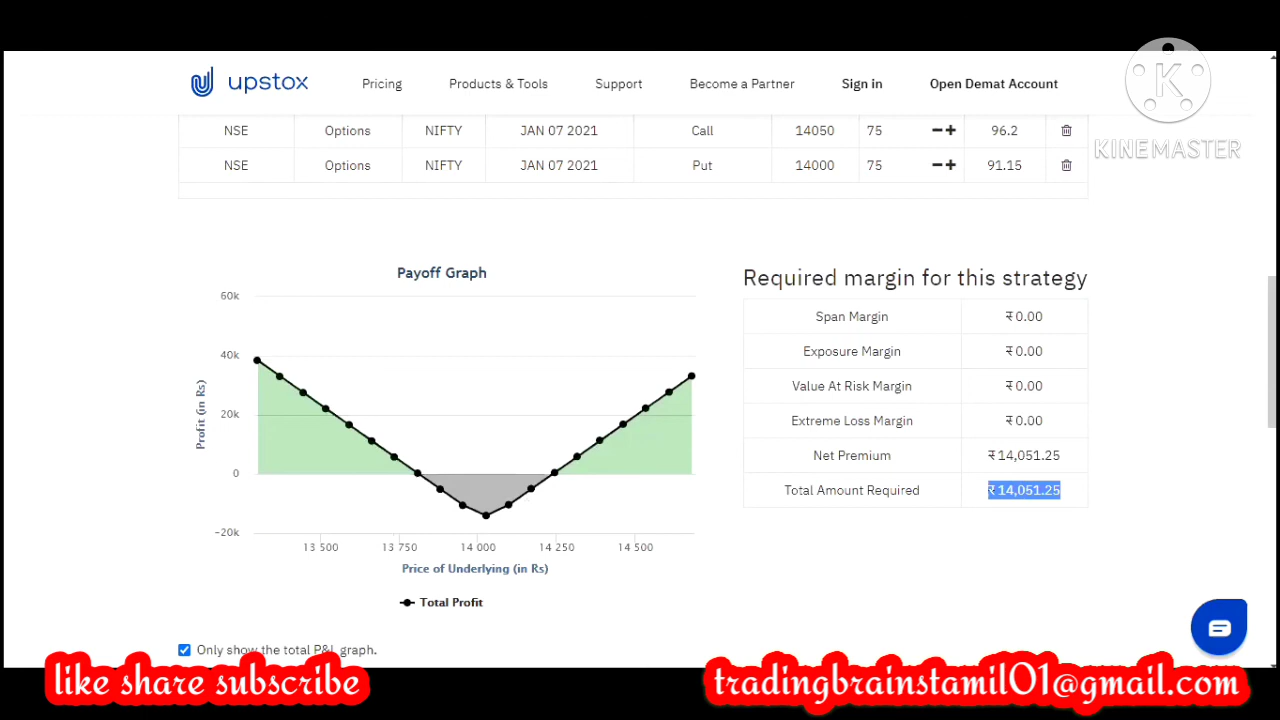 upstox Pricing Products & Tools Support Become a Partner Sign in Open Demat Account
K
KINEMASTER
NSE Options NIFTY JAN 07 2021 Call 14050 75 96.2
NSE Options NIFTY JAN 07 2021 Put 14000 75 91.15
Payoff Graph
60k
40k
20k
0
-20k
Profit (in Rs)
13 500 13 750 14 000 14 250 14 500
Price of Underlying (in Rs)
Total Profit
Required margin for this strategy
Span Margin ₹ 0.00
Exposure Margin ₹ 0.00
Value At Risk Margin ₹ 0.00
Extreme Loss Margin ₹ 0.00
Net Premium ₹ 14,051.25
Total Amount Required ₹ 14,051.25
Only show the total P&L graph.
like share subscribe
tradingbrainstamil01@gmail.com